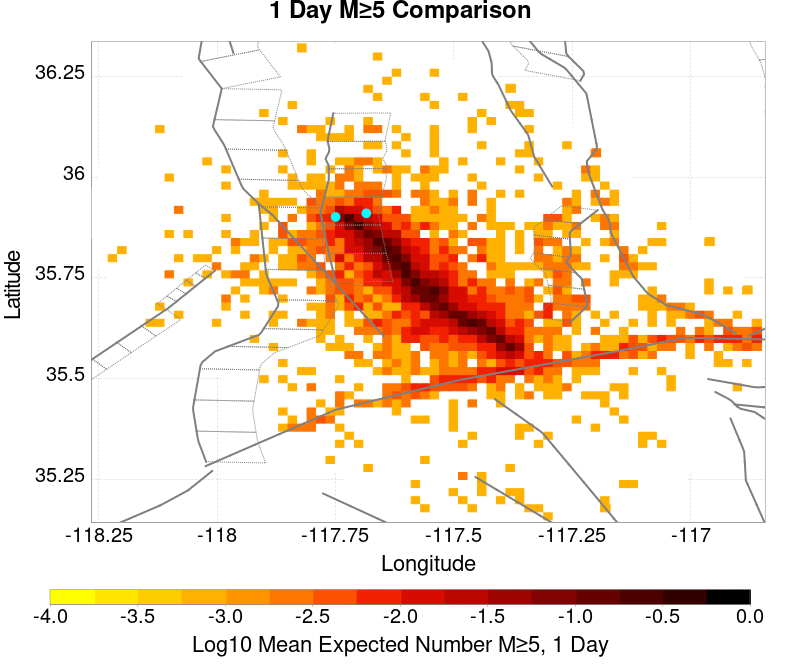 1 Day M≥5 Comparison
36.25
36
35.75
35.5
35.25
Latitude
-118.25 -118 -117.75 -117.5 -117.25 -117
Longitude
-4.0 -3.5 -3.0 -2.5 -2.0 -1.5 -1.0 -0.5 0.0
Log10 Mean Expected Number M≥5, 1 Day